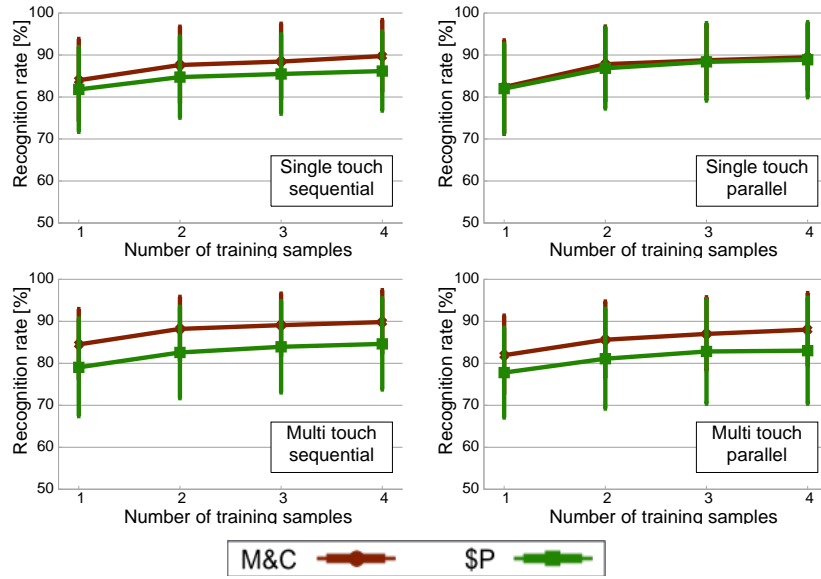 Recognition rate [%]
100
90
80
70
60
50
Single touch
sequential
1 2 3 4
Number of training samples
Recognition rate [%]
100
90
80
70
60
50
Single touch
parallel
1 2 3 4
Number of training samples
Recognition rate [%]
100
90
80
70
60
50
Multi touch
sequential
1 2 3 4
Number of training samples
Recognition rate [%]
100
90
80
70
60
50
Multi touch
parallel
1 2 3 4
Number of training samples
M&C $P